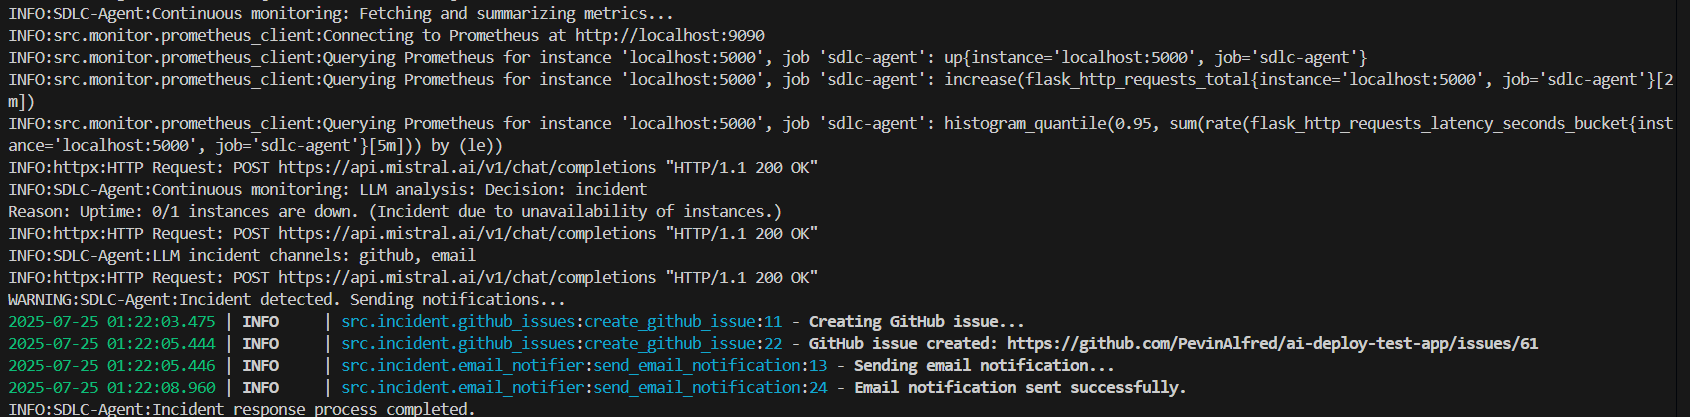 INFO:SDLC-Agent:Continuous monitoring: Fetching and summarizing metrics...
INFO:src.monitor.prometheus_client:Connecting to Prometheus at http://localhost:9090
INFO:src.monitor.prometheus_client:Querying Prometheus for instance 'localhost:5000', job 'sdlc-agent': up{instance='localhost:5000', job='sdlc-agent'}
INFO:src.monitor.prometheus_client:Querying Prometheus for instance 'localhost:5000', job 'sdlc-agent': increase(flask_http_requests_total{instance='localhost:5000', job='sdlc-agent'}[2
m])
INFO:src.monitor.prometheus_client:Querying Prometheus for instance 'localhost:5000', job 'sdlc-agent': histogram_quantile(0.95, sum(rate(flask_http_requests_latency_seconds_bucket{inst
ance='localhost:5000', job='sdlc-agent'}[5m])) by (le))
INFO:httpx:HTTP Request: POST https://api.mistral.ai/v1/chat/completions "HTTP/1.1 200 OK"
INFO:SDLC-Agent:Continuous monitoring: LLM analysis: Decision: incident
Reason: Uptime: 0/1 instances are down. (Incident due to unavailability of instances.)
INFO:httpx:HTTP Request: POST https://api.mistral.ai/v1/chat/completions "HTTP/1.1 200 OK"
INFO:SDLC-Agent:LLM incident channels: github, email
INFO:httpx:HTTP Request: POST https://api.mistral.ai/v1/chat/completions "HTTP/1.1 200 OK"
WARNING:SDLC-Agent:Incident detected. Sending notifications...
2025-07-25 01:22:03.475 | INFO     | src.incident.github_issues:create_github_issue:11 - Creating GitHub issue...
2025-07-25 01:22:05.444 | INFO     | src.incident.github_issues:create_github_issue:22 - GitHub issue created: https://github.com/PevinAlfred/ai-deploy-test-app/issues/61
2025-07-25 01:22:05.446 | INFO     | src.incident.email_notifier:send_email_notification:13 - Sending email notification...
2025-07-25 01:22:08.960 | INFO     | src.incident.email_notifier:send_email_notification:24 - Email notification sent successfully.
INFO:SDLC-Agent:Incident response process completed.